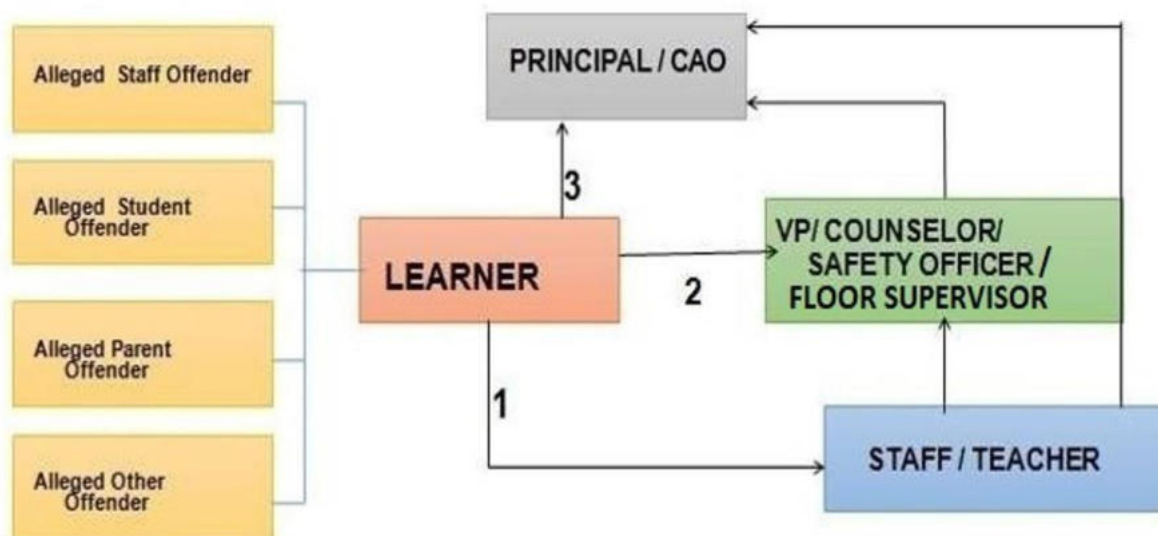 Alleged Staff Offender
Alleged Student
Offender
Alleged Parent
Offender
Alleged Other
Offender
PRINCIPAL / CAO
3
LEARNER
2
1
VP/ COUNSELOR/
SAFETY OFFICER /
FLOOR SUPERVISOR
STAFF / TEACHER